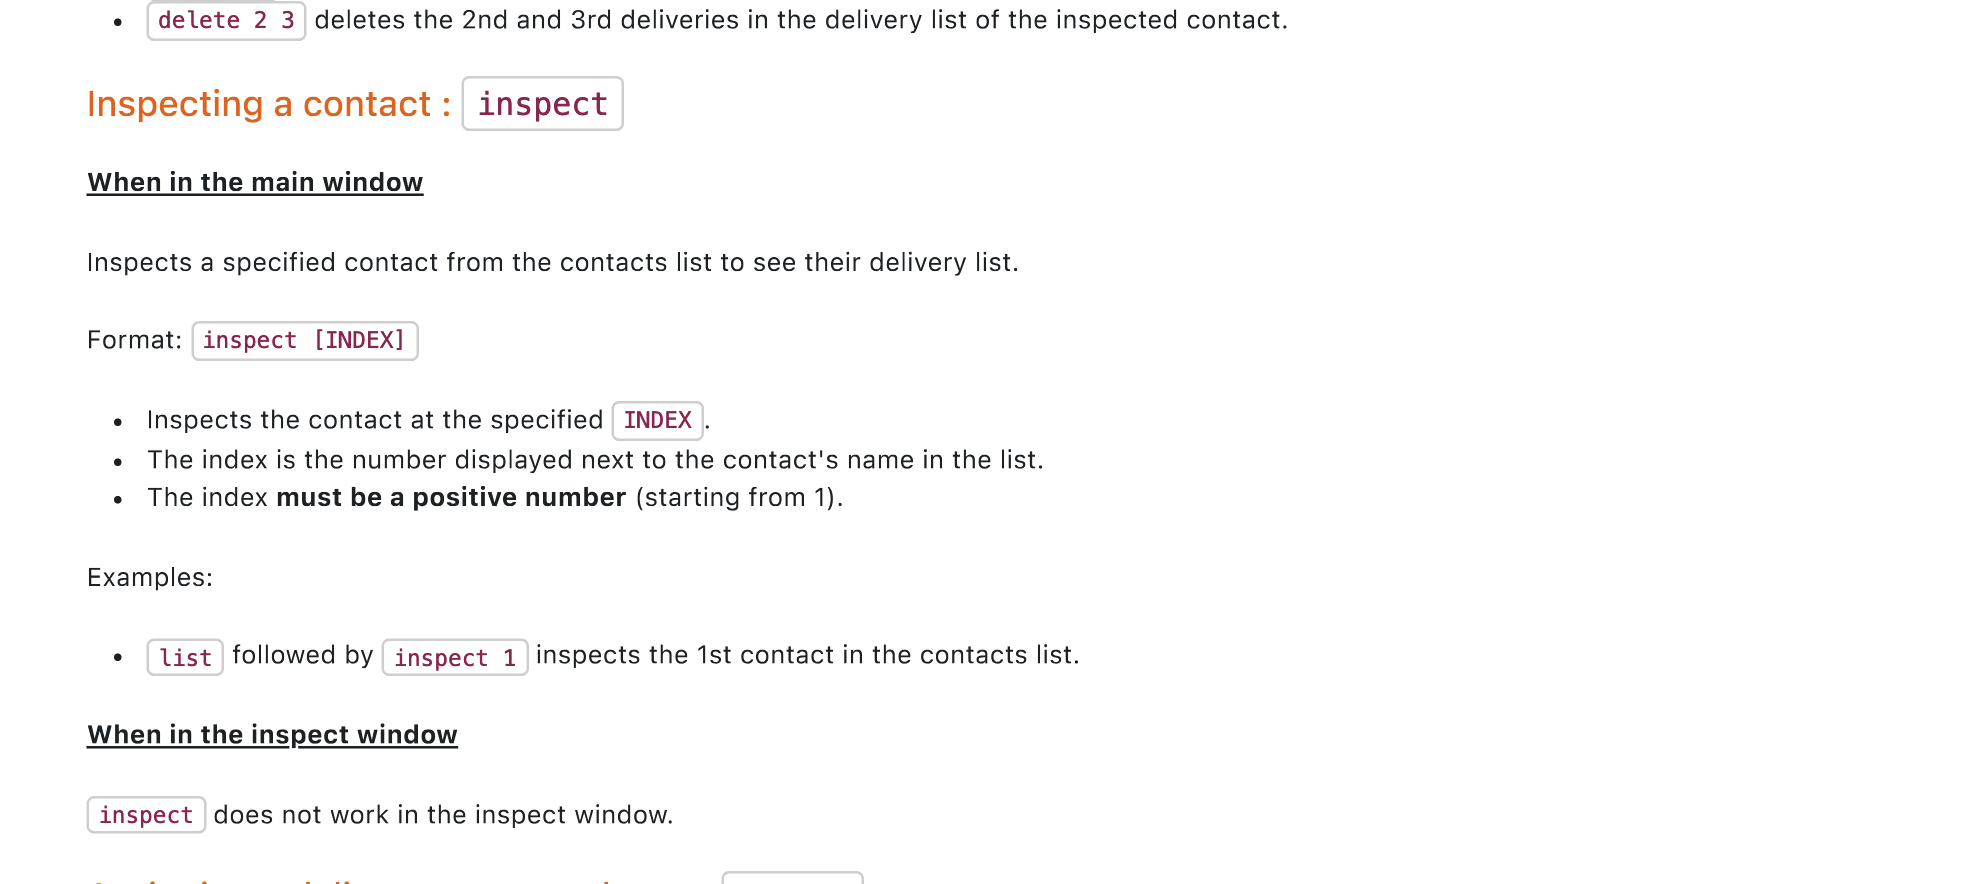 • delete 2 3 deletes the 2nd and 3rd deliveries in the delivery list of the inspected contact.
Inspecting a contact : inspect
When in the main window
Inspects a specified contact from the contacts list to see their delivery list.
Format: inspect [INDEX]
• Inspects the contact at the specified INDEX.
• The index is the number displayed next to the contact's name in the list.
• The index must be a positive number (starting from 1).
Examples:
• list followed by inspect 1 inspects the 1st contact in the contacts list.
When in the inspect window
inspect does not work in the inspect window.